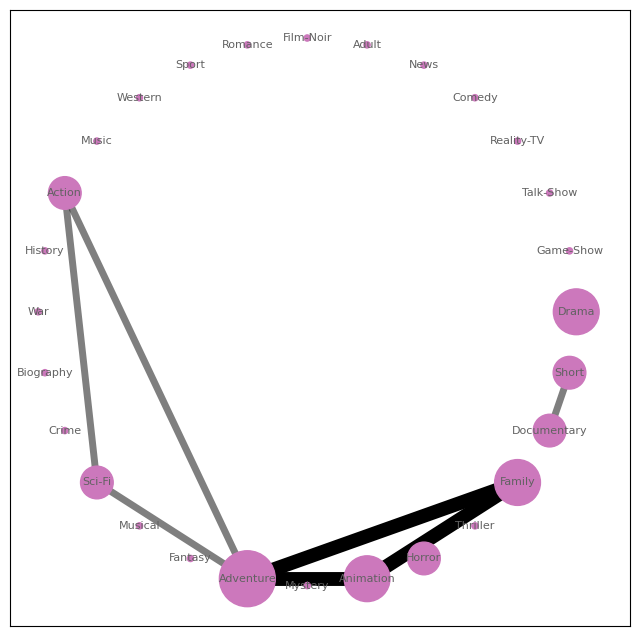 Film-Noir
Romance
Adult
Sport
News
Western
Comedy
Music
Reality-TV
Action
Talk-Show
History
Game-Show
War
Drama
Biography
Short
Crime
Documentary
Sci-Fi
Family
Musical
Thriller
Fantasy
Horror
Adventure
Animation
Mystery